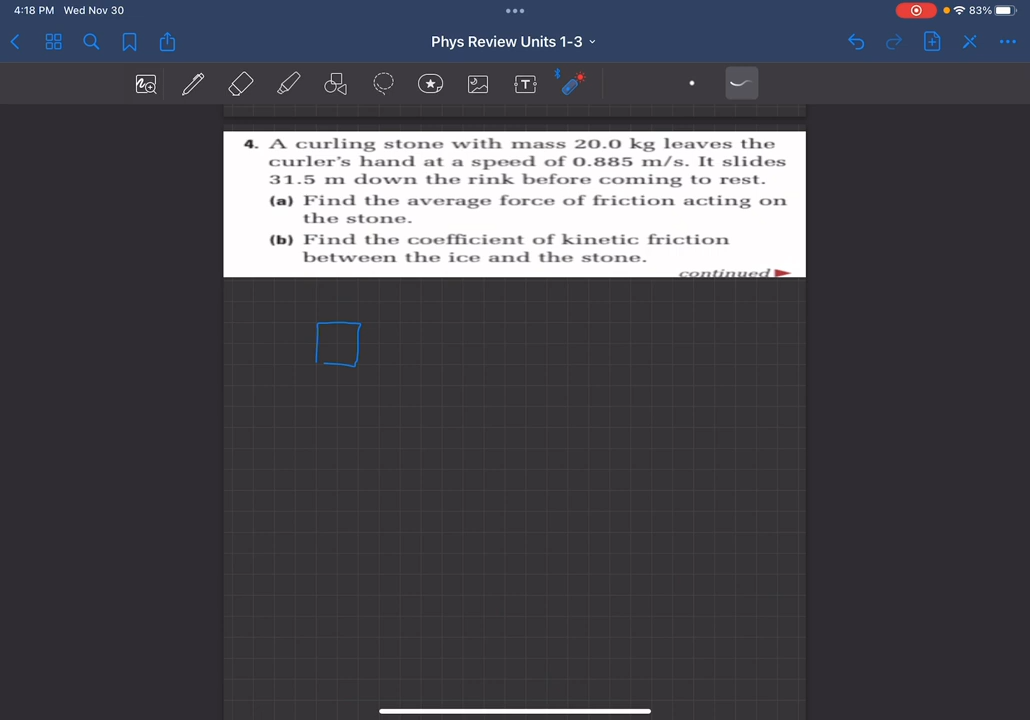 4:18 PM Wed Nov 30
83%
Phys Review Units 1-3
T
4. A curling stone with mass 20.0 kg leaves the
curler's hand at a speed of 0.885 m/s. It slides
31.5 m down the rink before coming to rest.
(a) Find the average force of friction acting on
the stone.
(b) Find the coefficient of kinetic friction
between the ice and the stone.
continued